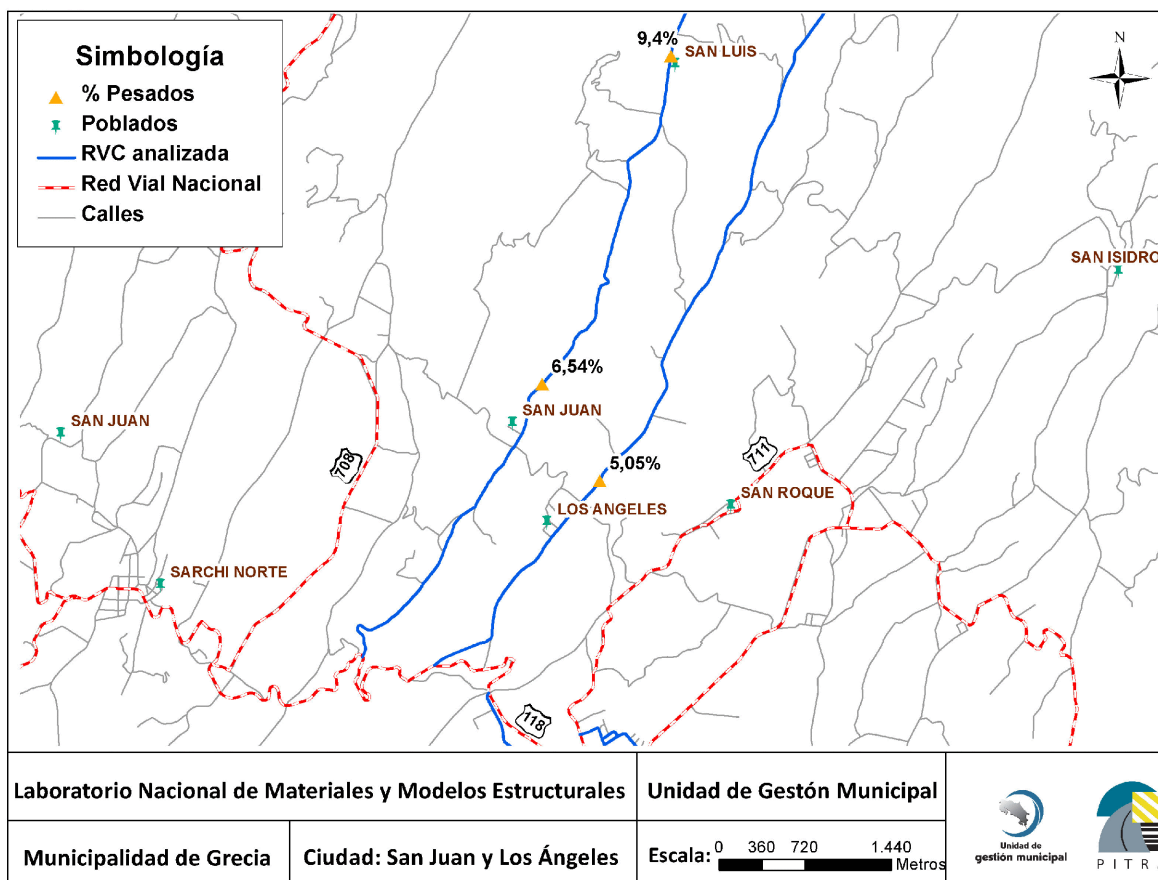 Simbología
% Pesados
Poblados
RVC analizada
Red Vial Nacional
Calles
9,4%
SAN LUIS
N
SAN ISIDRO
6,54%
SAN JUAN
SAN JUAN
708
5,05%
711
SAN ROQUE
LOS ANGELES
SARCHI NORTE
118
Laboratorio Nacional de Materiales y Modelos Estructurales
Unidad de Gestón Municipal
Municipalidad de Grecia
Ciudad: San Juan y Los Ángeles
Escala:
0 360 720 1.440
Metros
Unidad de
gestión municipal
P I T R